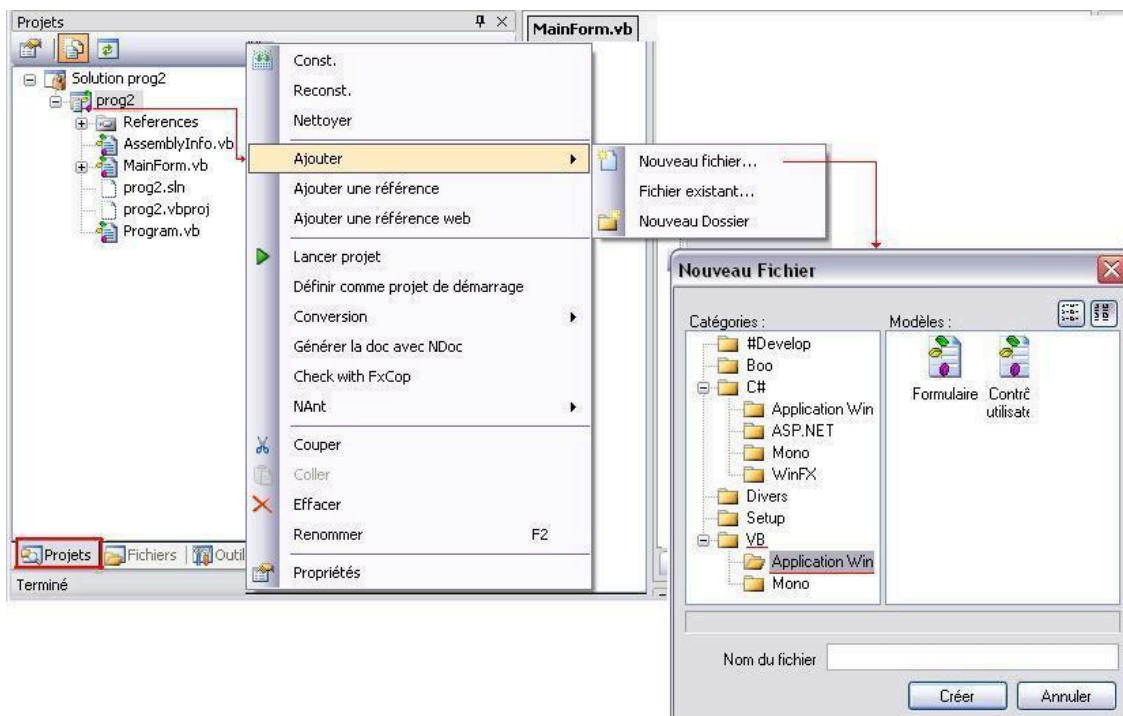 Projets
MainForm.vb
Solution prog2
prog2
References
AssemblyInfo.vb
MainForm.vb
prog2.sln
prog2.vbproj
Program.vb
Projets
Fichiers
Outil
Terminé
Const.
Reconst.
Nettoyer
Ajouter
Ajouter une référence
Ajouter une référence web
Lancer projet
Définir comme projet de démarrage
Conversion
Générer la doc avec NDoc
Check with FxCop
NAnt
Couper
Coller
Effacer
Renommer F2
Propriétés
Nouveau fichier...
Fichier existant...
Nouveau Dossier
Nouveau Fichier
Catégories :
#Develop
Boo
C#
Application Win
ASP.NET
Mono
WinFX
Divers
Setup
VB
Application Win
Mono
Modèles :
Formulaire
Contrô
utilisate
Nom du fichier
Créer
Annuler